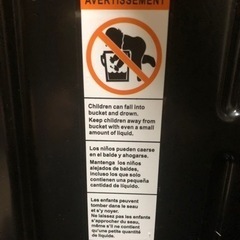 AVERTISSEMENT
Children can fall into
bucket and drown.
Keep children away from
bucket with even a small
amount of liquid.
Los niños pueden caerse
en el balde y ahogarse.
Mantenga los niños
alejados de baldes,
incluso los que solo
contienen una pequeña
cantidad de líquido.
Les enfants peuvent
tomber dans le seau
et s'y noyer.
Ne laissez pas les enfants
s'approcher du seau,
même s'il ne contient
qu'une petite quantité
de liquide.